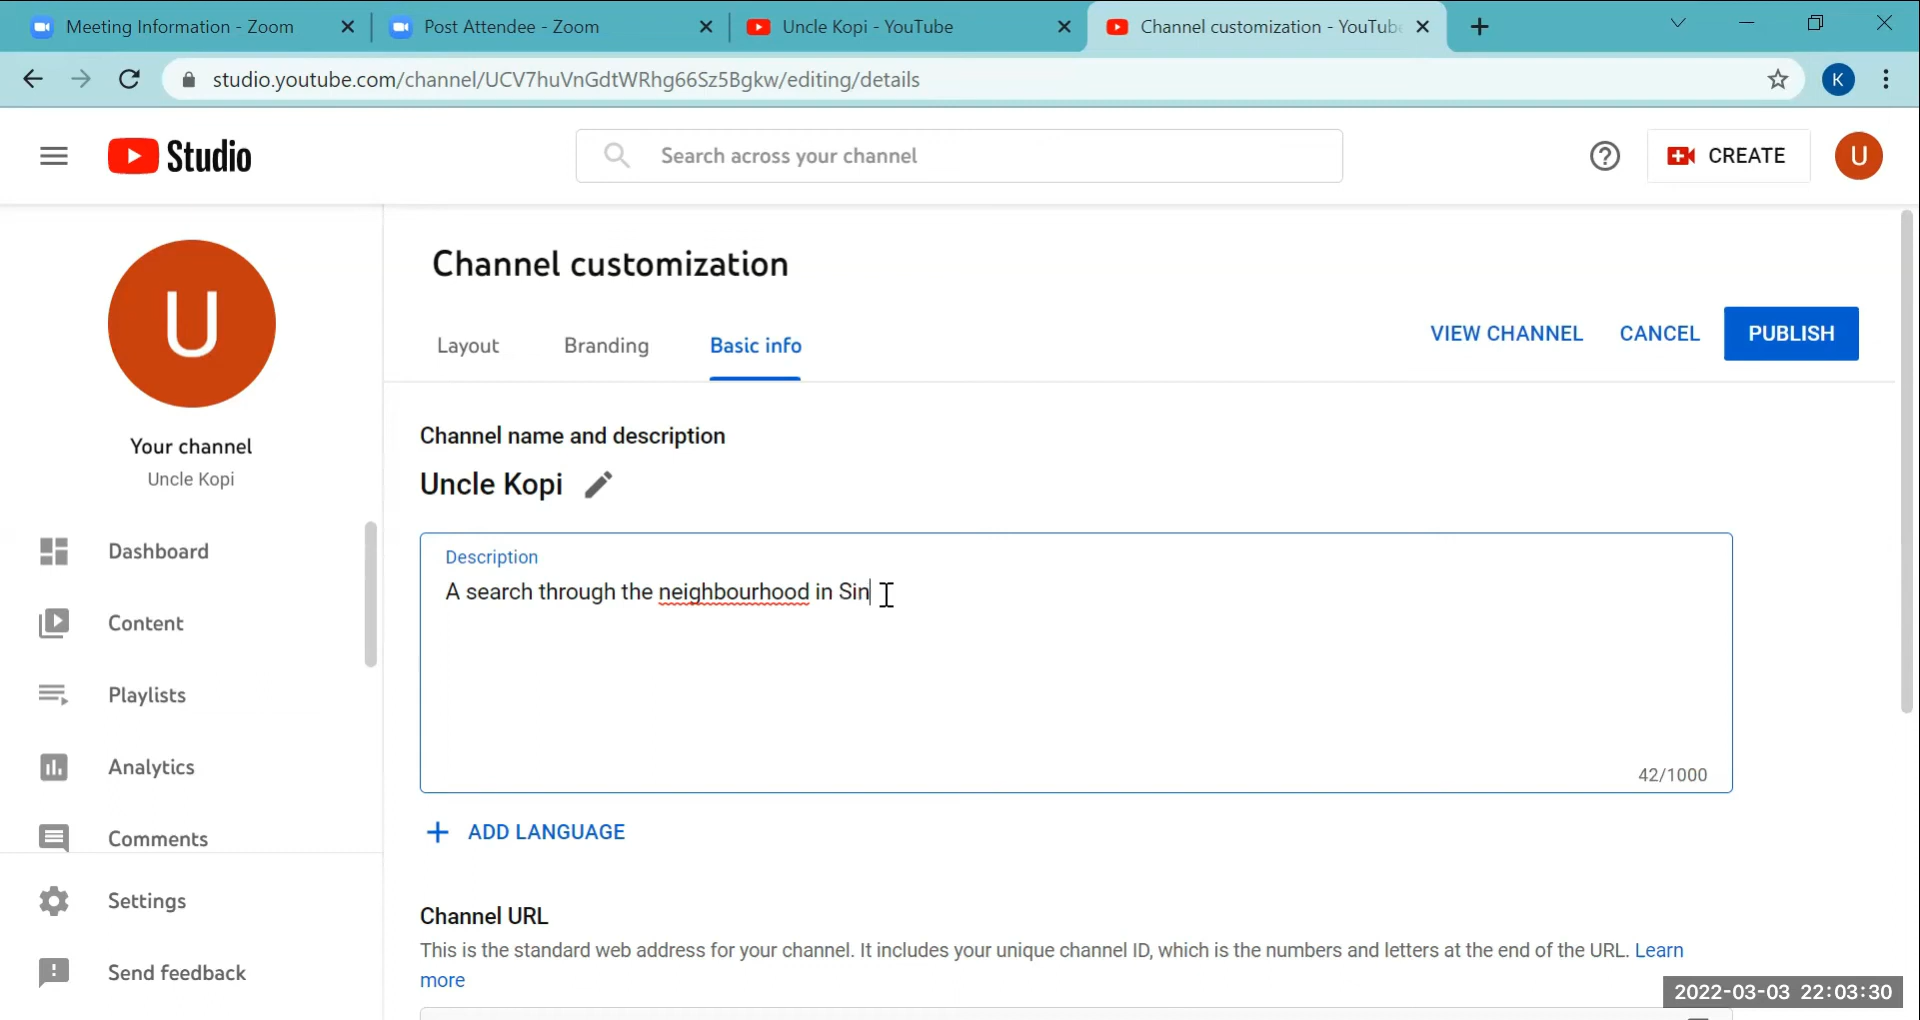 Meeting Information - Zoom
Post Attendee - Zoom
Uncle Kopi - YouTube
Channel customization - YouTub
studio.youtube.com/channel/UCV7huVnGdtWRhg66Sz5Bgkw/editing/details
K
Studio
Search across your channel
CREATE
U
U
Your channel
Uncle Kopi
Dashboard
Content
Playlists
Analytics
Comments
Settings
Send feedback
Channel customization
Layout
Branding
Basic info
VIEW CHANNEL
CANCEL
PUBLISH
Channel name and description
Uncle Kopi
Description
A search through the neighbourhood in Sin
42/1000
ADD LANGUAGE
Channel URL
This is the standard web address for your channel. It includes your unique channel ID, which is the numbers and letters at the end of the URL. Learn
more
2022-03-03 22:03:30